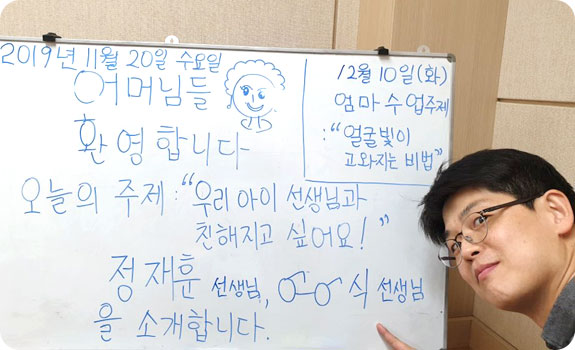 2019년 11월 20일 수요일
어머님들
환영합니다
12월 10일(화)
엄마 수업주제
: "얼굴빛이
고와지는 비법"
오늘의 주제 : "우리 아이 선생님과
친해지고 싶어요!"
정재훈 선생님, 식 선생님
을 소개합니다.